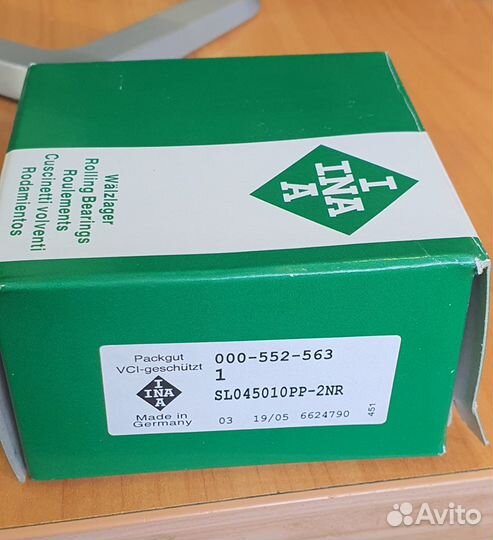 Wälzlager
Rolling Bearings
Roulements
Cuscinetti volventi
Rodamientos
I
INA
A
Packgut
VCI-geschützt
I
INA
A
Made in
Germany
000-552-563
1
SL045010PP-2NR
03 19/05 6624790
451
Avito